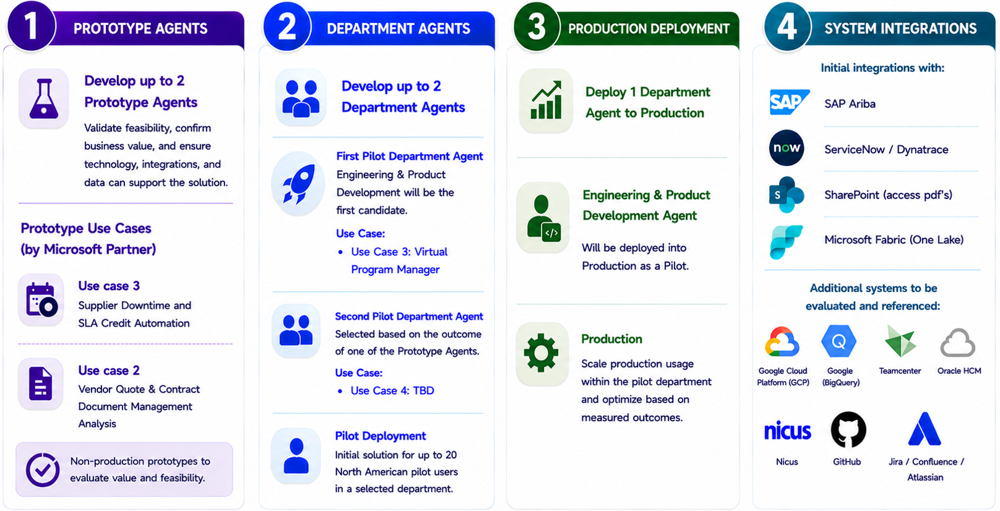 1
PROTOTYPE AGENTS
Develop up to 2
Prototype Agents
Validate feasibility, confirm
business value, and ensure
technology, integrations, and
data can support the solution.
Prototype Use Cases
(by Microsoft Partner)
Use case 3
Supplier Downtime and
SLA Credit Automation
Use case 2
Vendor Quote & Contract
Document Management
Analysis
Non-production prototypes to
evaluate value and feasibility.
2
DEPARTMENT AGENTS
Develop up to 2
Department Agents
First Pilot Department Agent
Engineering & Product
Development will be the
first candidate.
Use Case:
• Use Case 3: Virtual
Program Manager
Second Pilot Department Agent
Selected based on the outcome
of one of the Prototype Agents.
Use Case:
• Use Case 4: TBD
Pilot Deployment
Initial solution for up to 20
North American pilot users
in a selected department.
3
PRODUCTION DEPLOYMENT
Deploy 1 Department
Agent to Production
</>
Engineering & Product
Development Agent
Will be deployed into
Production as a Pilot.
Production
Scale production usage
within the pilot department
and optimize based on
measured outcomes.
4
SYSTEM INTEGRATIONS
Initial integrations with:
SAP
SAP Ariba
now
ServiceNow / Dynatrace
S
SharePoint (access pdf's)
Microsoft Fabric (One Lake)
Additional systems to be
evaluated and referenced:
Google Cloud
Platform (GCP)
Google
(BigQuery)
Teamcenter
Oracle HCM
nicus
Nicus
GitHub
Jira / Confluence /
Atlassian